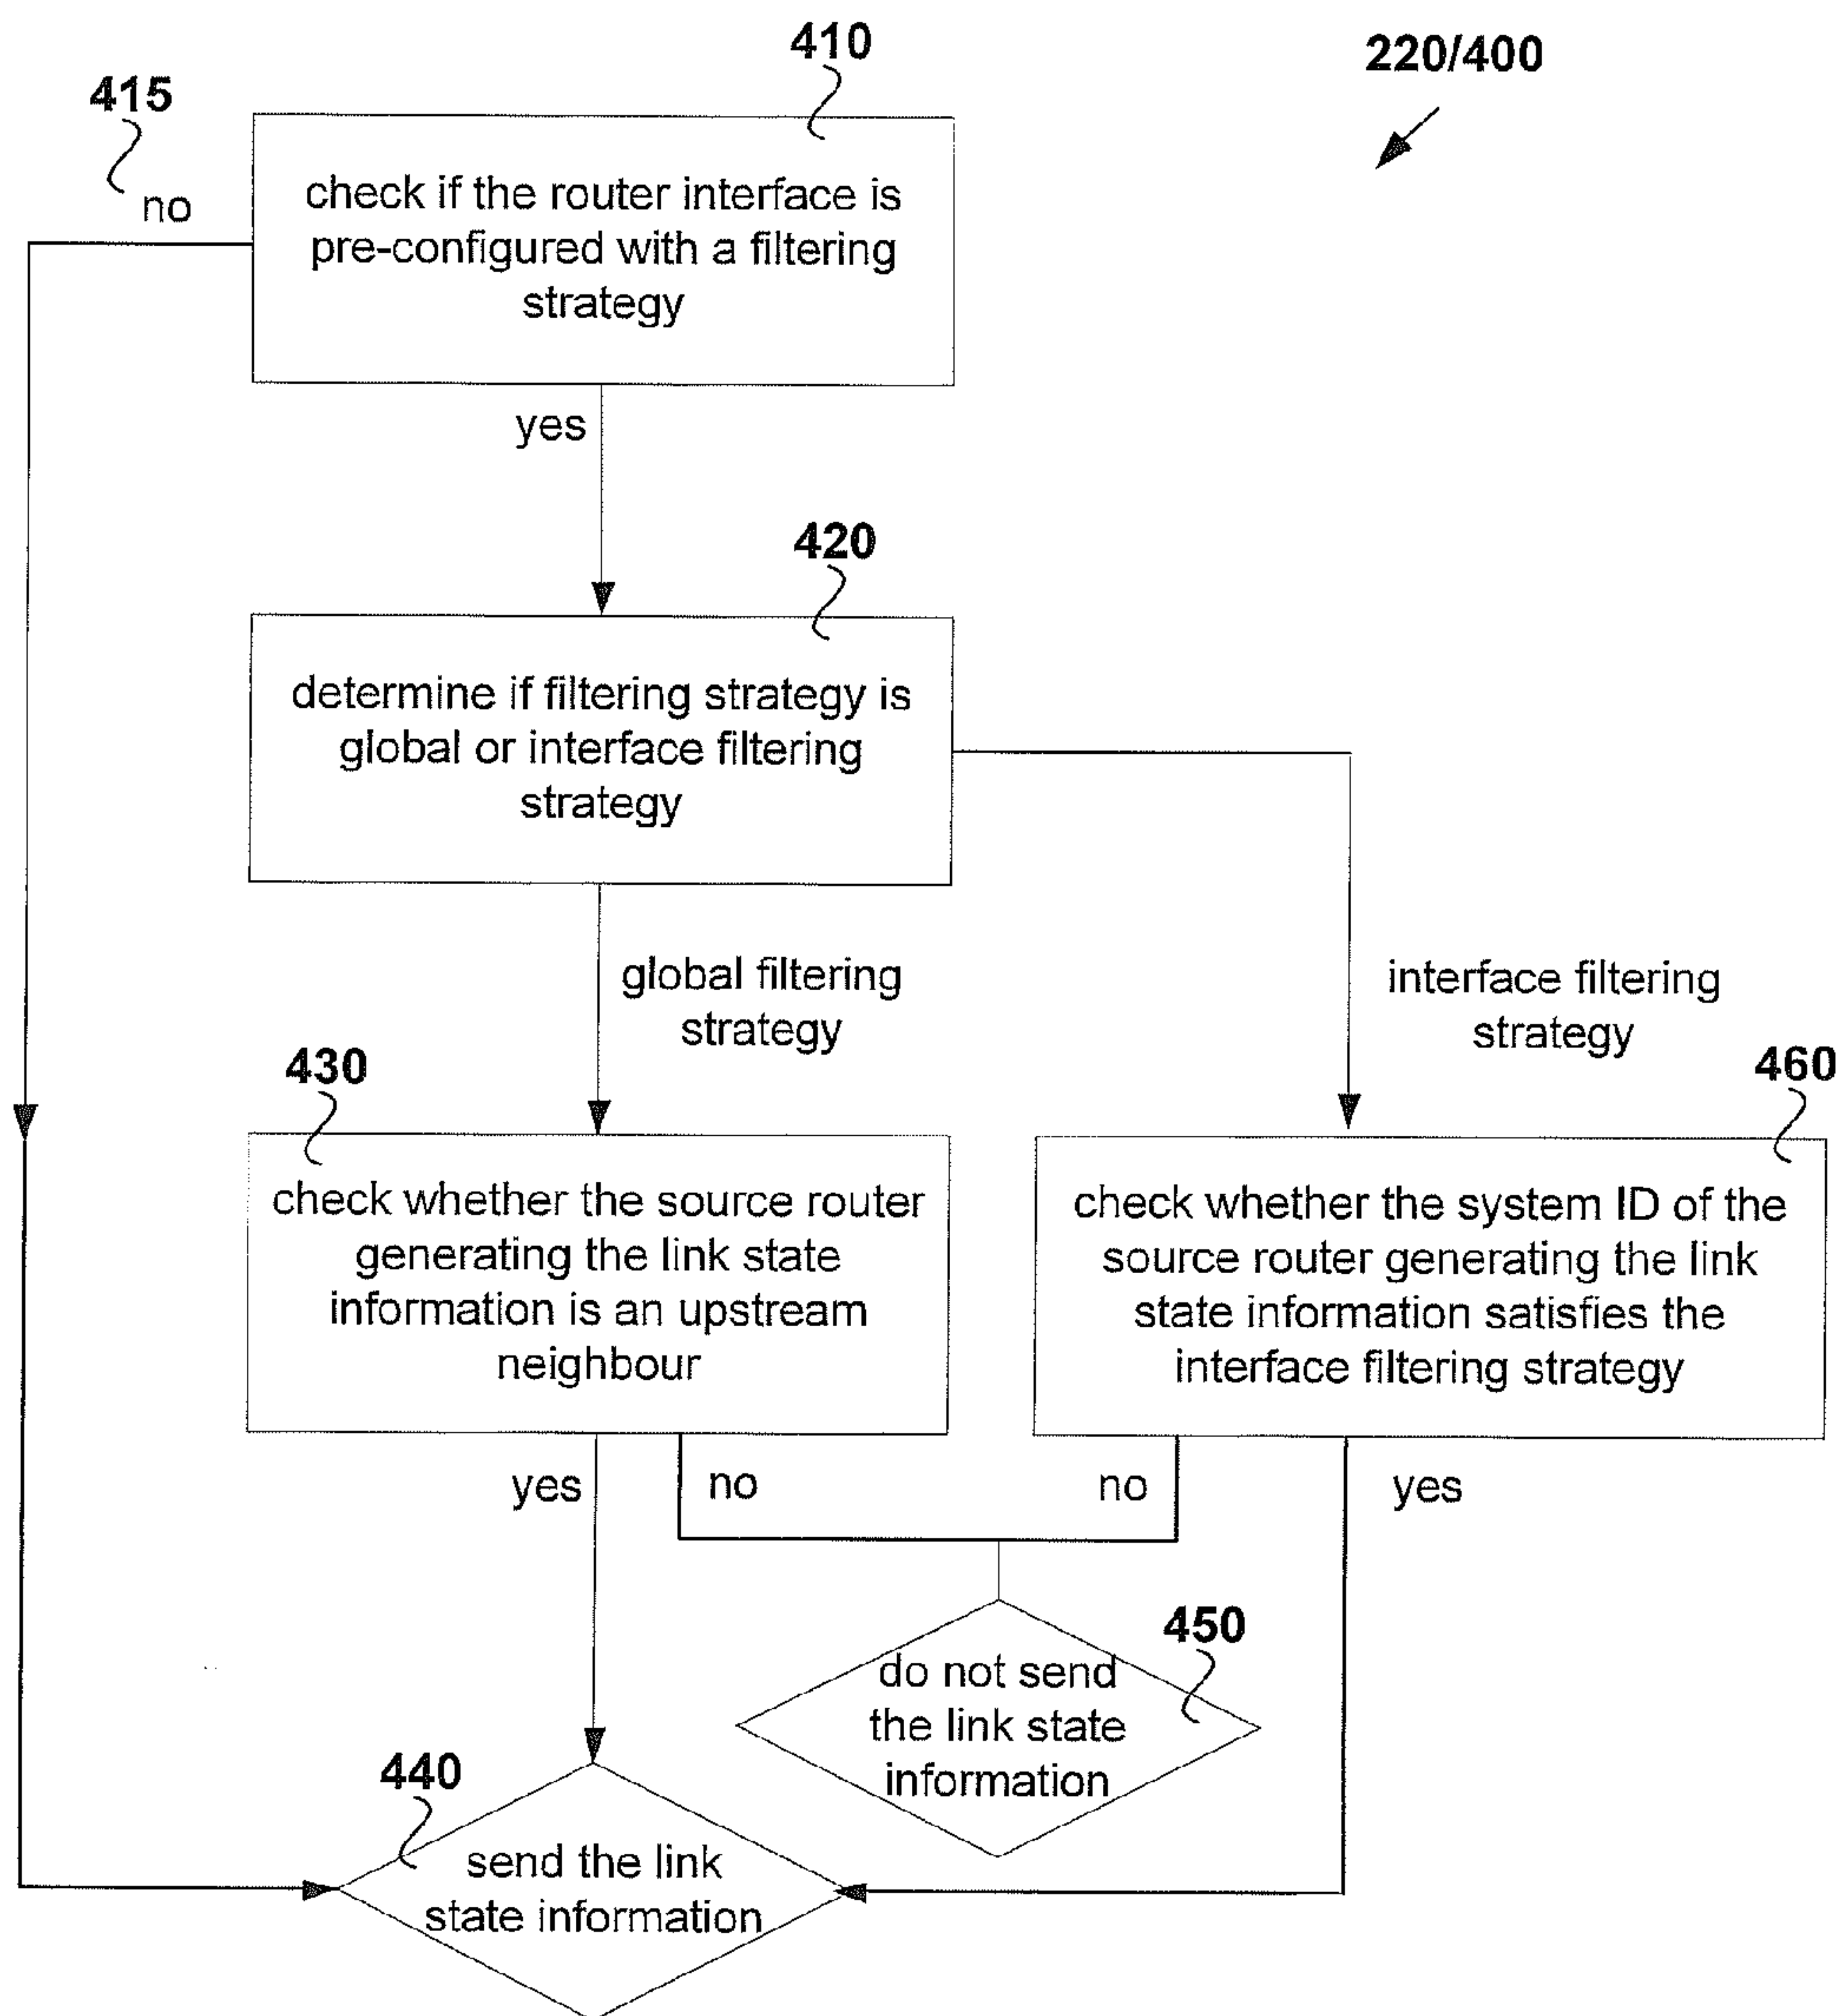 410
220/400
415
no
check if the router interface is
pre-configured with a filtering
strategy
yes
420
determine if filtering strategy is
global or interface filtering
strategy
global filtering
strategy
interface filtering
strategy
430
460
check whether the source router
generating the link state
information is an upstream
neighbour
check whether the system ID of the
source router generating the link
state information satisfies the
interface filtering strategy
yes
no
no
yes
450
do not send
the link state
information
440
send the link
state information